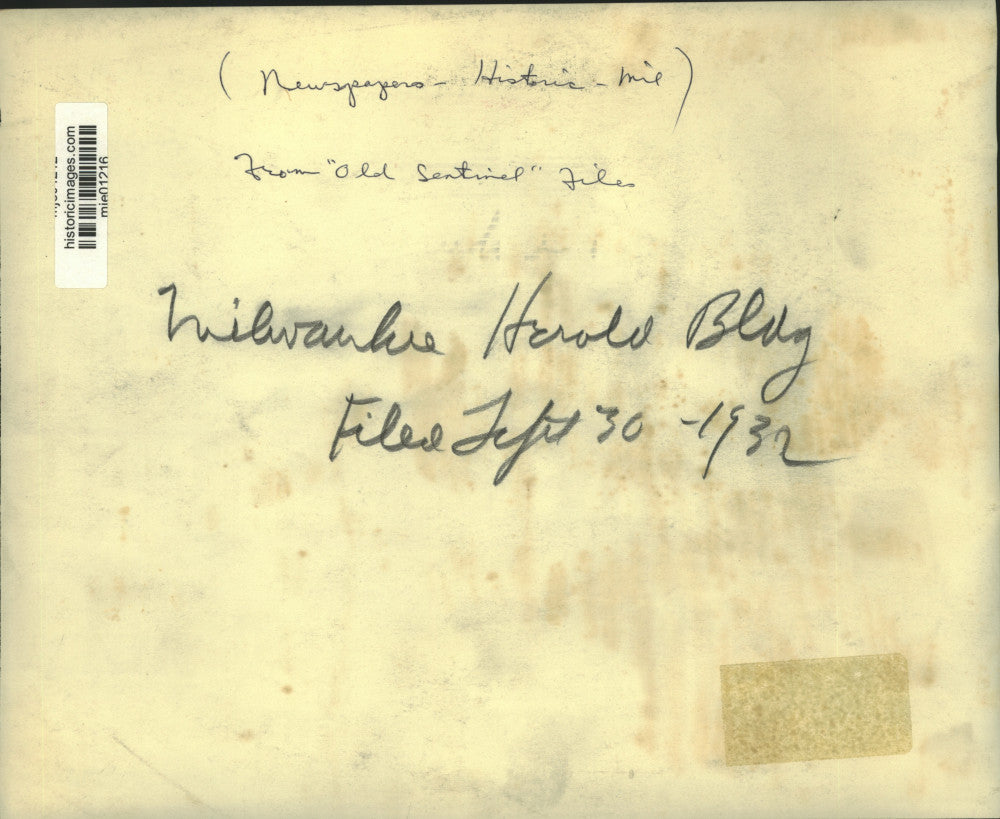 (Newspapers - Historic - Mil)
From "Old Sentinel" Files
historicimages.com
mie01216
Milwaukee Herold Bldg
Filed Sept 30 - 1932